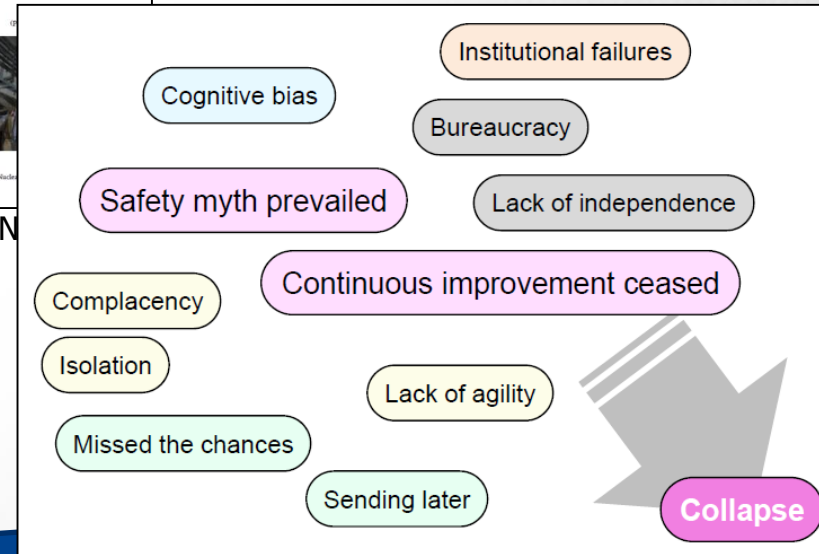 Institutional failures
Cognitive bias
Bureaucracy
Safety myth prevailed
Lack of independence
N
Continuous improvement ceased
Complacency
Isolation
Lack of agility
Missed the chances
Sending later
Collapse